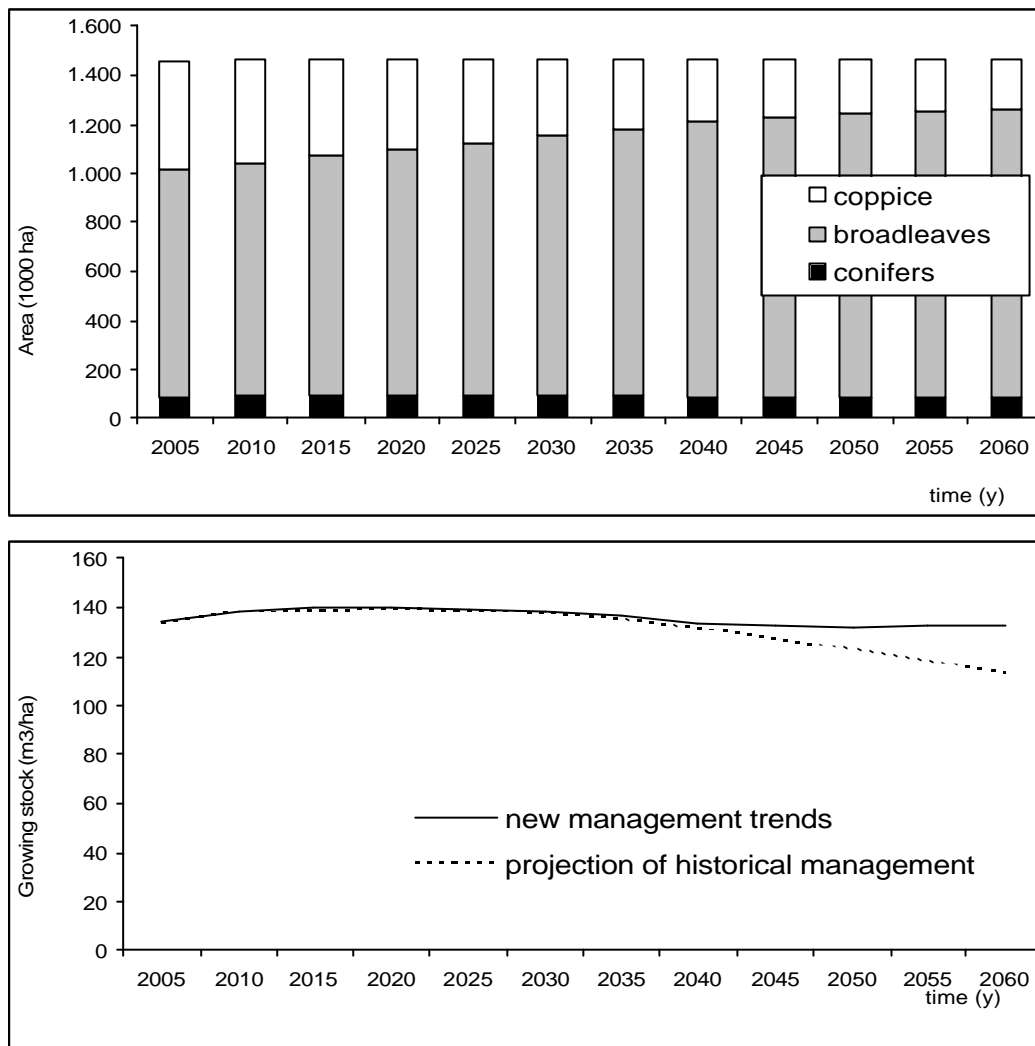 1.600
1.400
1.200
1.000
800
600
400
200
0
Area (1000 ha)
coppice
broadleaves
conifers
2005 2010 2015 2020 2025 2030 2035 2040 2045 2050 2055 2060
time (y)
160
140
120
100
80
60
40
20
0
Growing stock (m3/ha)
new management trends
projection of historical management
2005 2010 2015 2020 2025 2030 2035 2040 2045 2050 2055 2060
time (y)